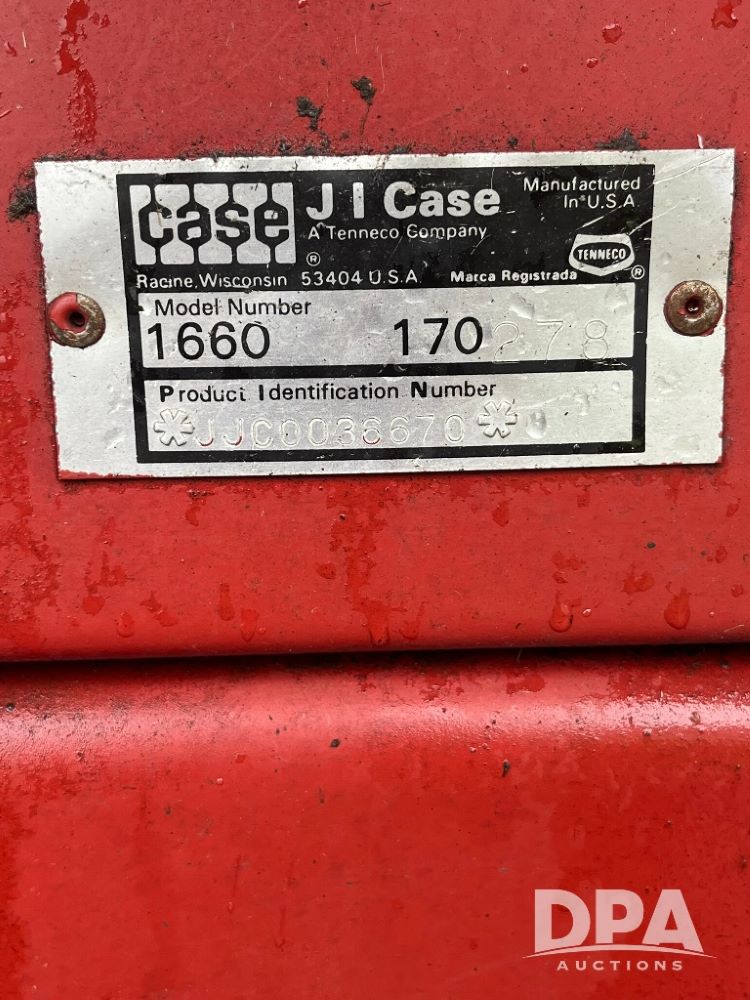 case
J I Case
A Tenneco Company
Manufactured
In U.S.A
TENNECO
®
®
Racine, Wisconsin 53404 U.S.A. Marca Registrada
Model Number
1660 170278
Product Identification Number
*JJC0036670*
DPA
AUCTIONS